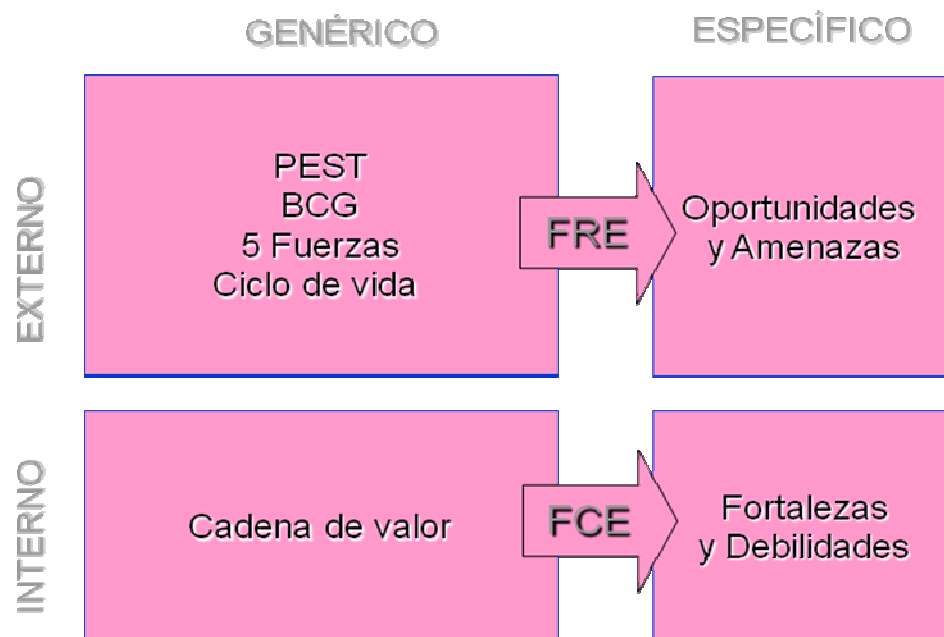 GENÉRICO
ESPECÍFICO
EXTERNO
PEST
BCG
5 Fuerzas
Ciclo de vida
FRE
Oportunidades
y Amenazas
INTERNO
Cadena de valor
FCE
Fortalezas
y Debilidades